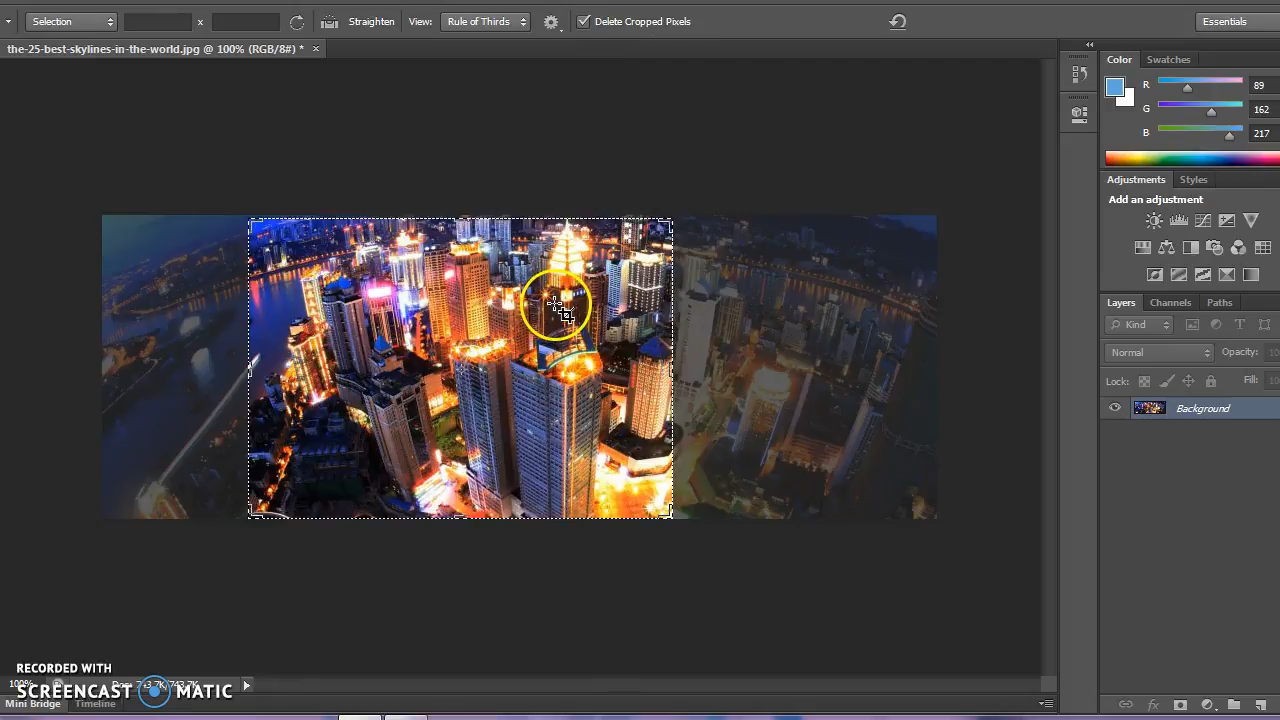 Selection x Straighten View: Rule of Thirds Delete Cropped Pixels Essentials
the-25-best-skylines-in-the-world.jpg @ 100% (RGB/8#) * ×
Color Swatches
R 89
G 162
B 217
Adjustments Styles
Add an adjustment
Layers Channels Paths
Kind
Normal Opacity:
Lock: Fill:
Background
RECORDED WITH
SCREENCAST MATIC
Mini Bridge Timeline